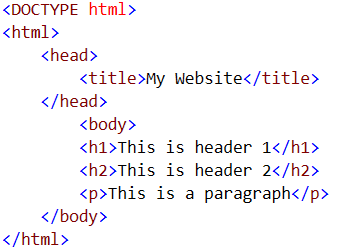 <DOCTYPE html>
<html>
    <head>
        <title>My Website</title>
    </head>
        <body>
        <h1>This is header 1</h1>
        <h2>This is header 2</h2>
        <p>This is a paragraph</p>
    </body>
</html>